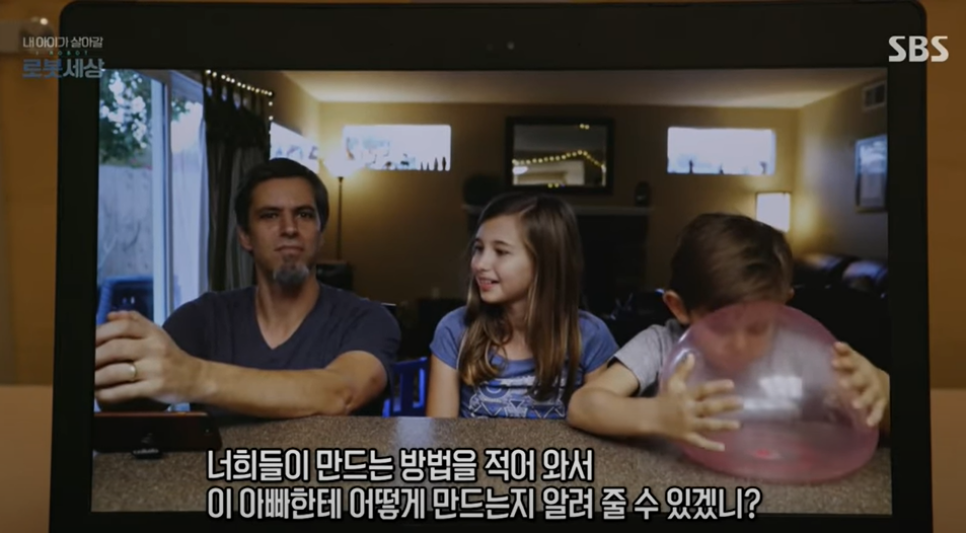 내 아이가 살아갈
로봇세상
SBS
너희들이 만드는 방법을 적어 와서
이 아빠한테 어떻게 만드는지 알려 줄 수 있겠니?